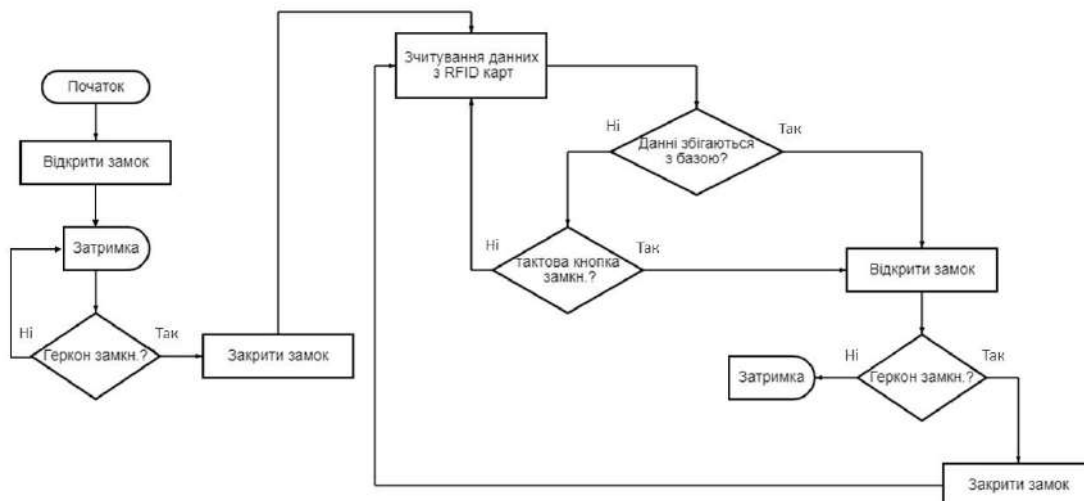 Початок
Відкрити замок
Затримка
Ні
Так
Геркон замкн.?
Закрити замок
Зчитування данних
з RFID карт
Ні
Так
Данні збігаються
з базою?
Ні
Так
тактова кнопка
замкн.?
Відкрити замок
Ні
Так
Затримка
Геркон замкн.?
Закрити замок